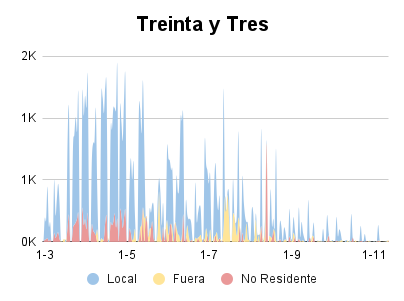 Treinta y Tres
2K
1K
1K
0K
1-3 1-5 1-7 1-9 1-11
Local Fuera No Residente